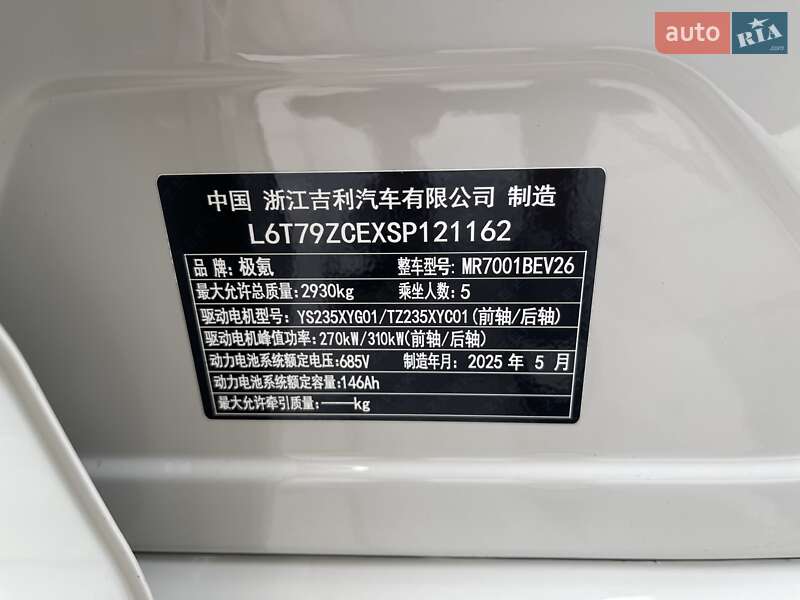 auto RIA.com
中国 浙江吉利汽车有限公司 制造
L6T79ZCEXSP121162
品 牌:极氪 整车型号:MR7001BEV26
最大允许总质量:2930kg 乘坐人数:5
驱动电机型号: YS235XYG01/TZ235XYC01(前轴/后轴)
驱动电机峰值功率:270kW/310kW(前轴/后轴)
动力电池系统额定电压:685V 制造年月:2025 年 5 月
动力电池系统额定容量:146Ah
最大允许牵引质量:——kg